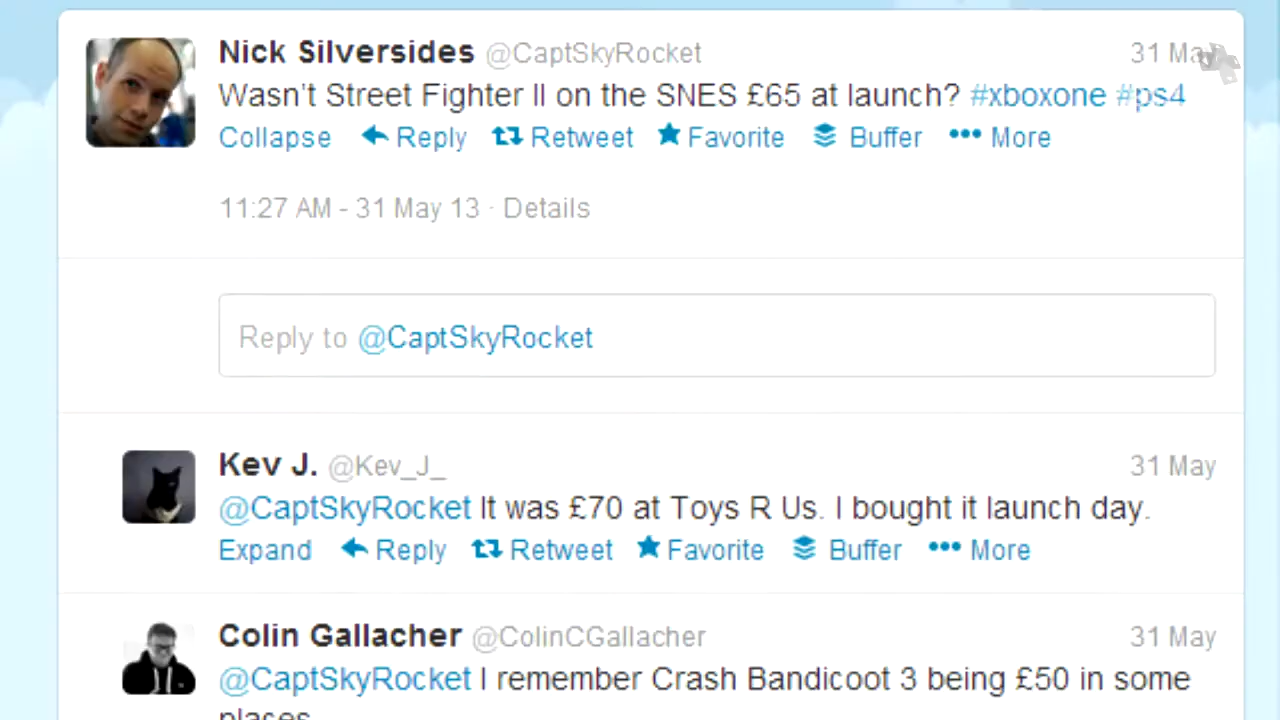 Nick Silversides @CaptSkyRocket 31 May
Wasn't Street Fighter II on the SNES £65 at launch? #xboxone #ps4
Collapse Reply Retweet Favorite Buffer More
11:27 AM - 31 May 13 · Details
Reply to @CaptSkyRocket
Kev J. @Kev_J_ 31 May
@CaptSkyRocket It was £70 at Toys R Us. I bought it launch day.
Expand Reply Retweet Favorite Buffer More
Colin Gallacher @ColinCGallacher 31 May
@CaptSkyRocket I remember Crash Bandicoot 3 being £50 in some
places